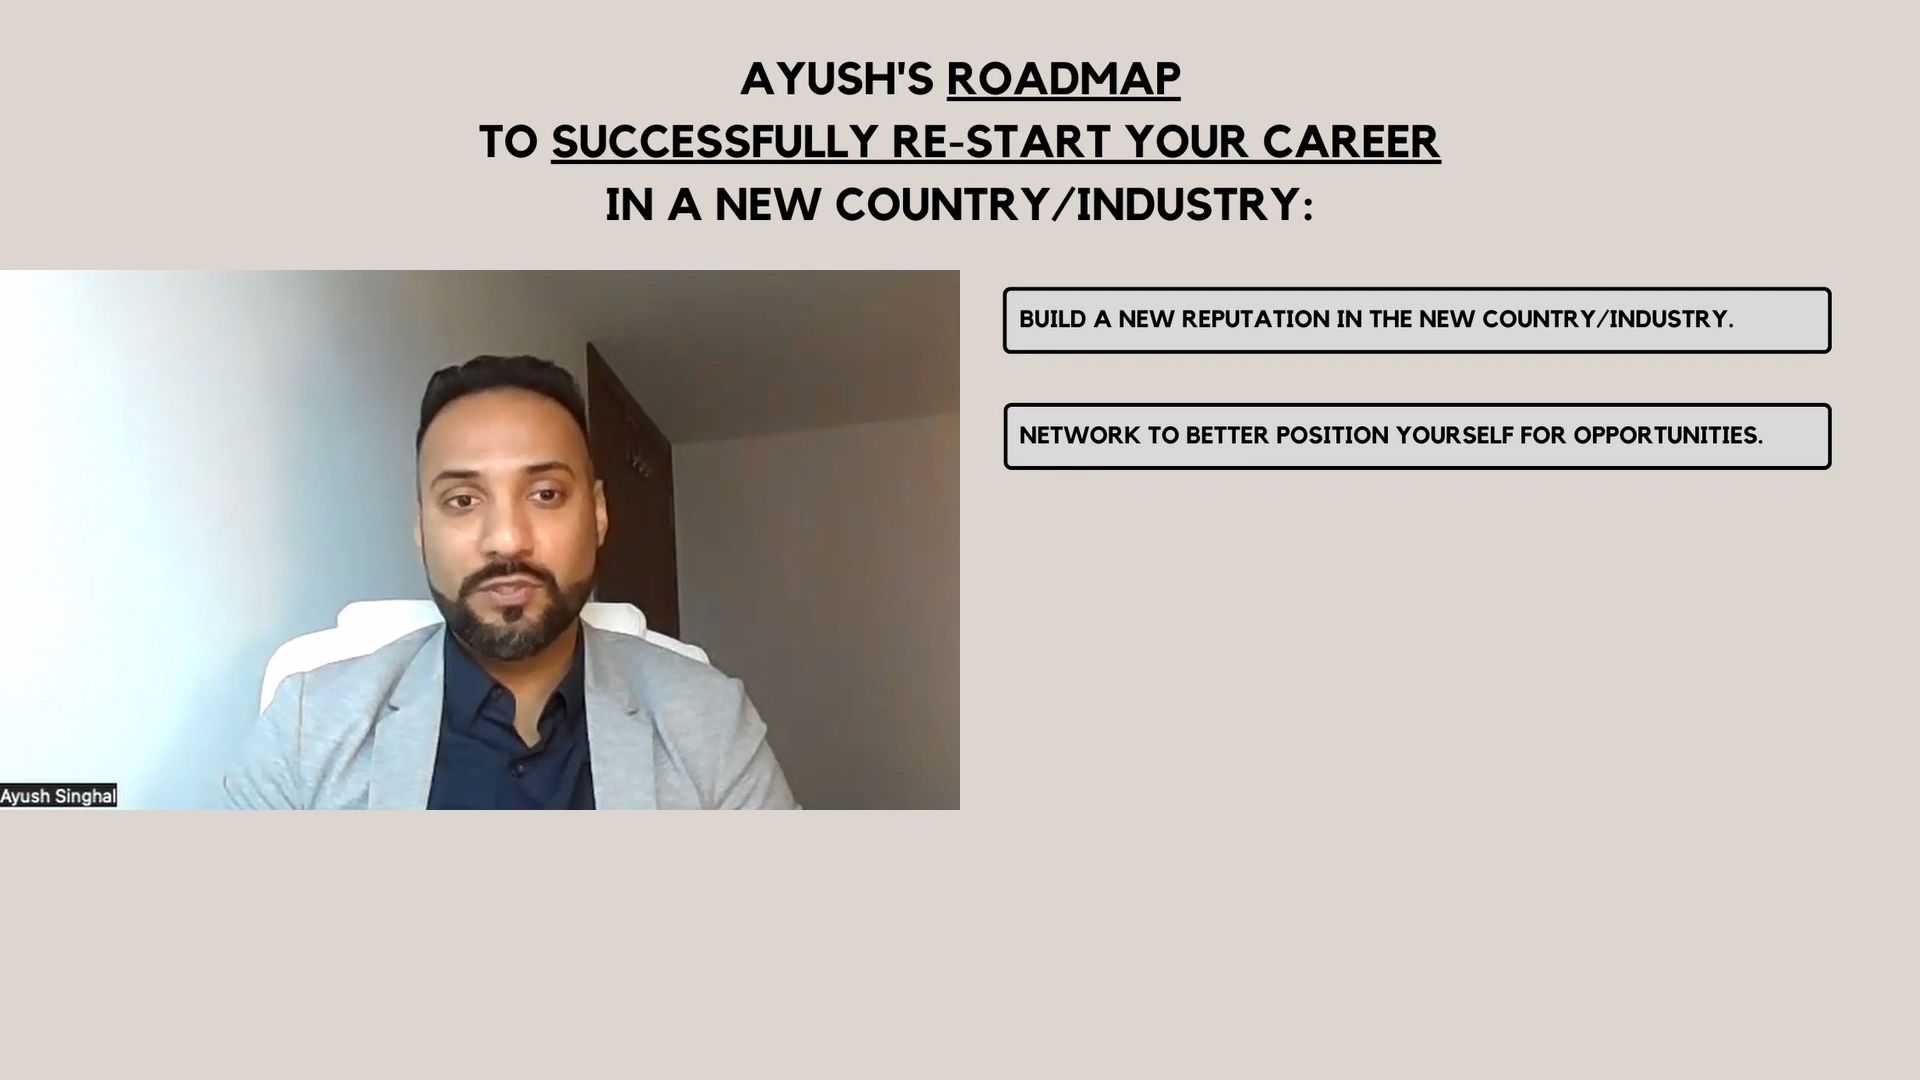 AYUSH'S ROADMAP
TO SUCCESSFULLY RE-START YOUR CAREER
IN A NEW COUNTRY/INDUSTRY:
BUILD A NEW REPUTATION IN THE NEW COUNTRY/INDUSTRY.
NETWORK TO BETTER POSITION YOURSELF FOR OPPORTUNITIES.
Ayush Singhal